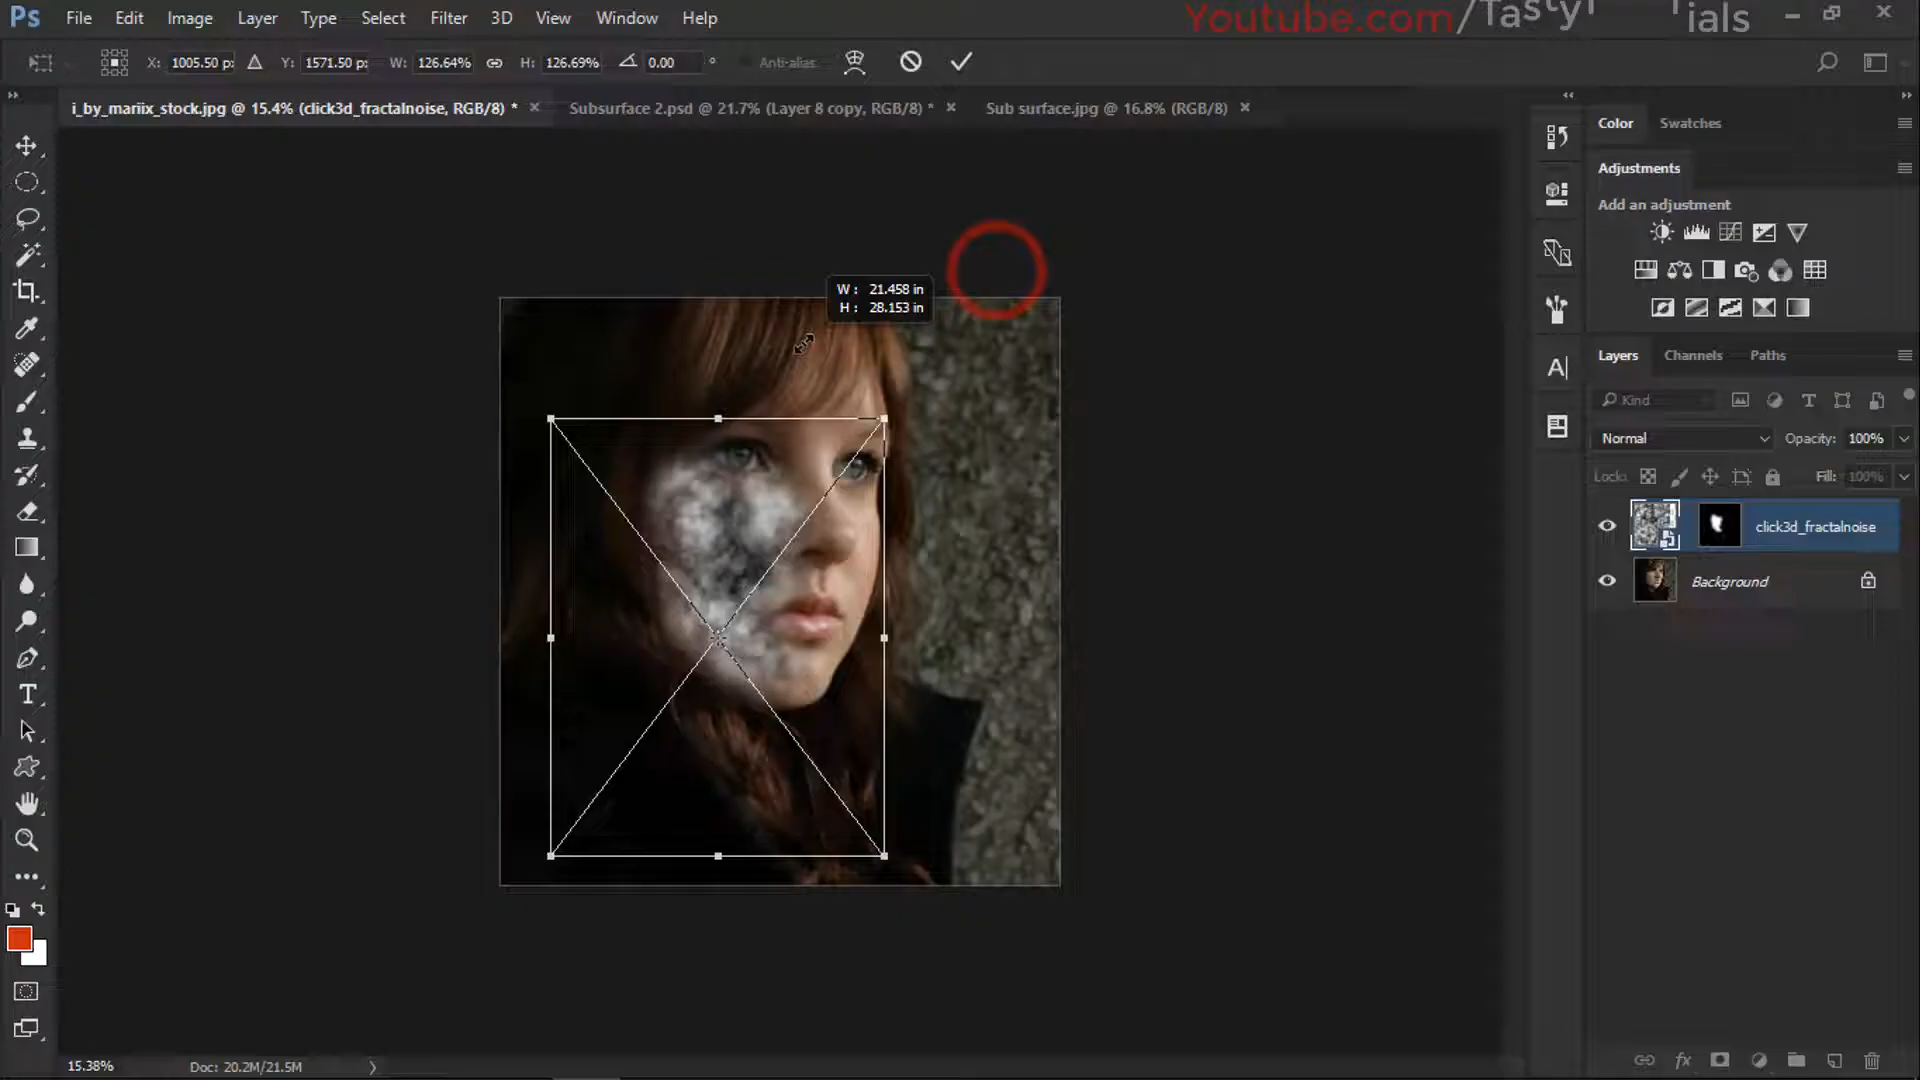 Ps File Edit Image Layer Type Select Filter 3D View Window Help
Youtube.com/Tasty
ials
X: 1005.50 p: Y: 1571.50 p: W: 126.64% H: 126.69% 0.00 ° Anti-alias
i_by_mariix_stock.jpg @ 15.4% (click3d_fractalnoise, RGB/8) * Subsurface 2.psd @ 21.7% (Layer 8 copy, RGB/8) * Sub surface.jpg @ 16.8% (RGB/8)
Color Swatches
Adjustments
Add an adjustment
W : 21.458 in
H : 28.153 in
Layers Channels Paths
Kind
Normal Opacity: 100%
Lock: Fill: 100%
click3d_fractalnoise
Background
15.38% Doc: 20.2M/21.5M